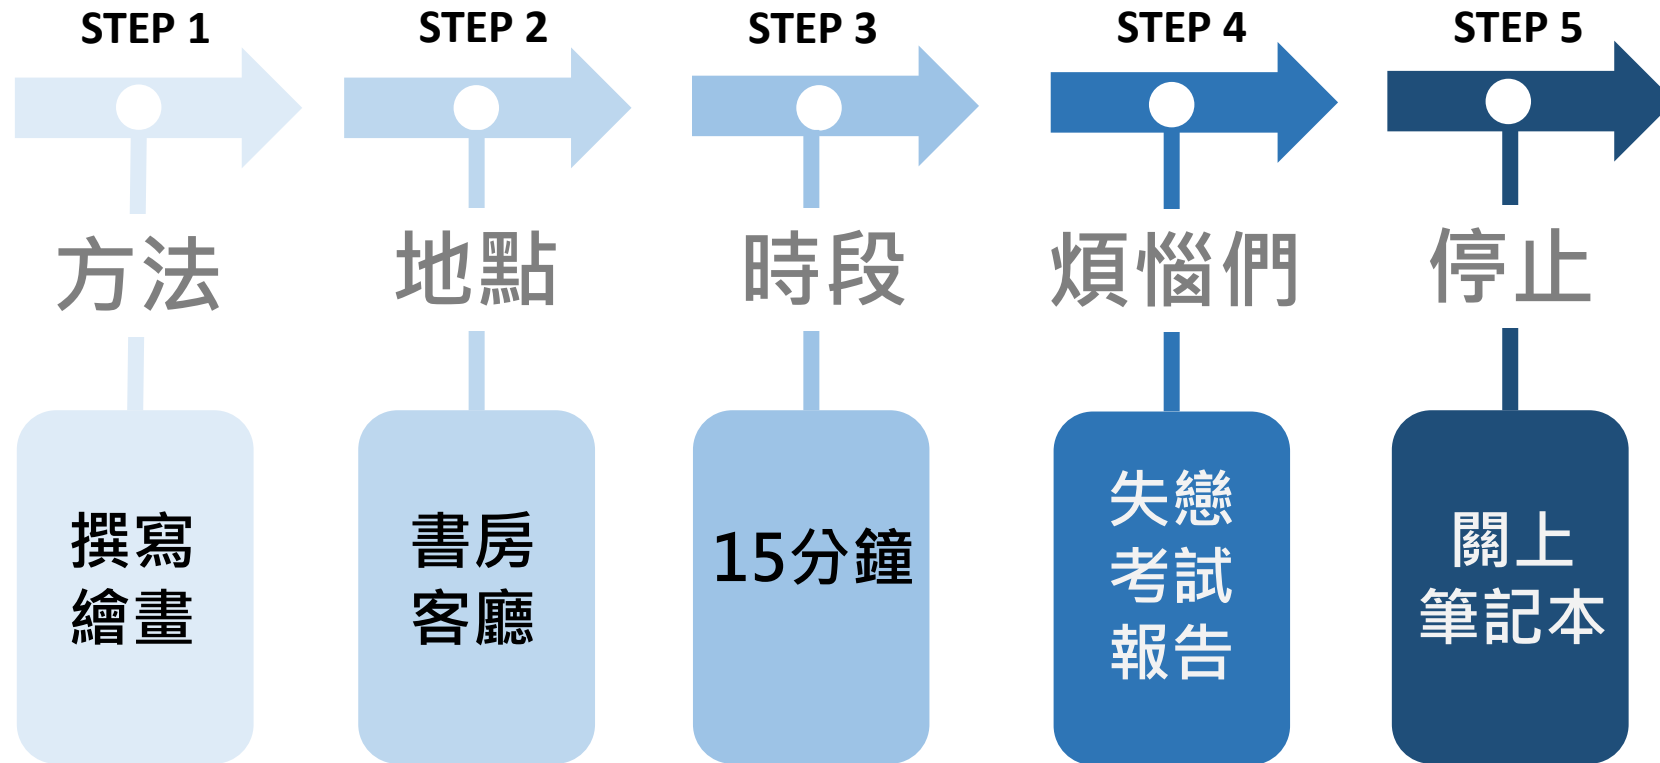 STEP 1
方法
撰寫
繪畫
STEP 2
地點
書房
客廳
STEP 3
時段
15分鐘
STEP 4
煩惱們
失戀
考試
報告
STEP 5
停止
關上
筆記本